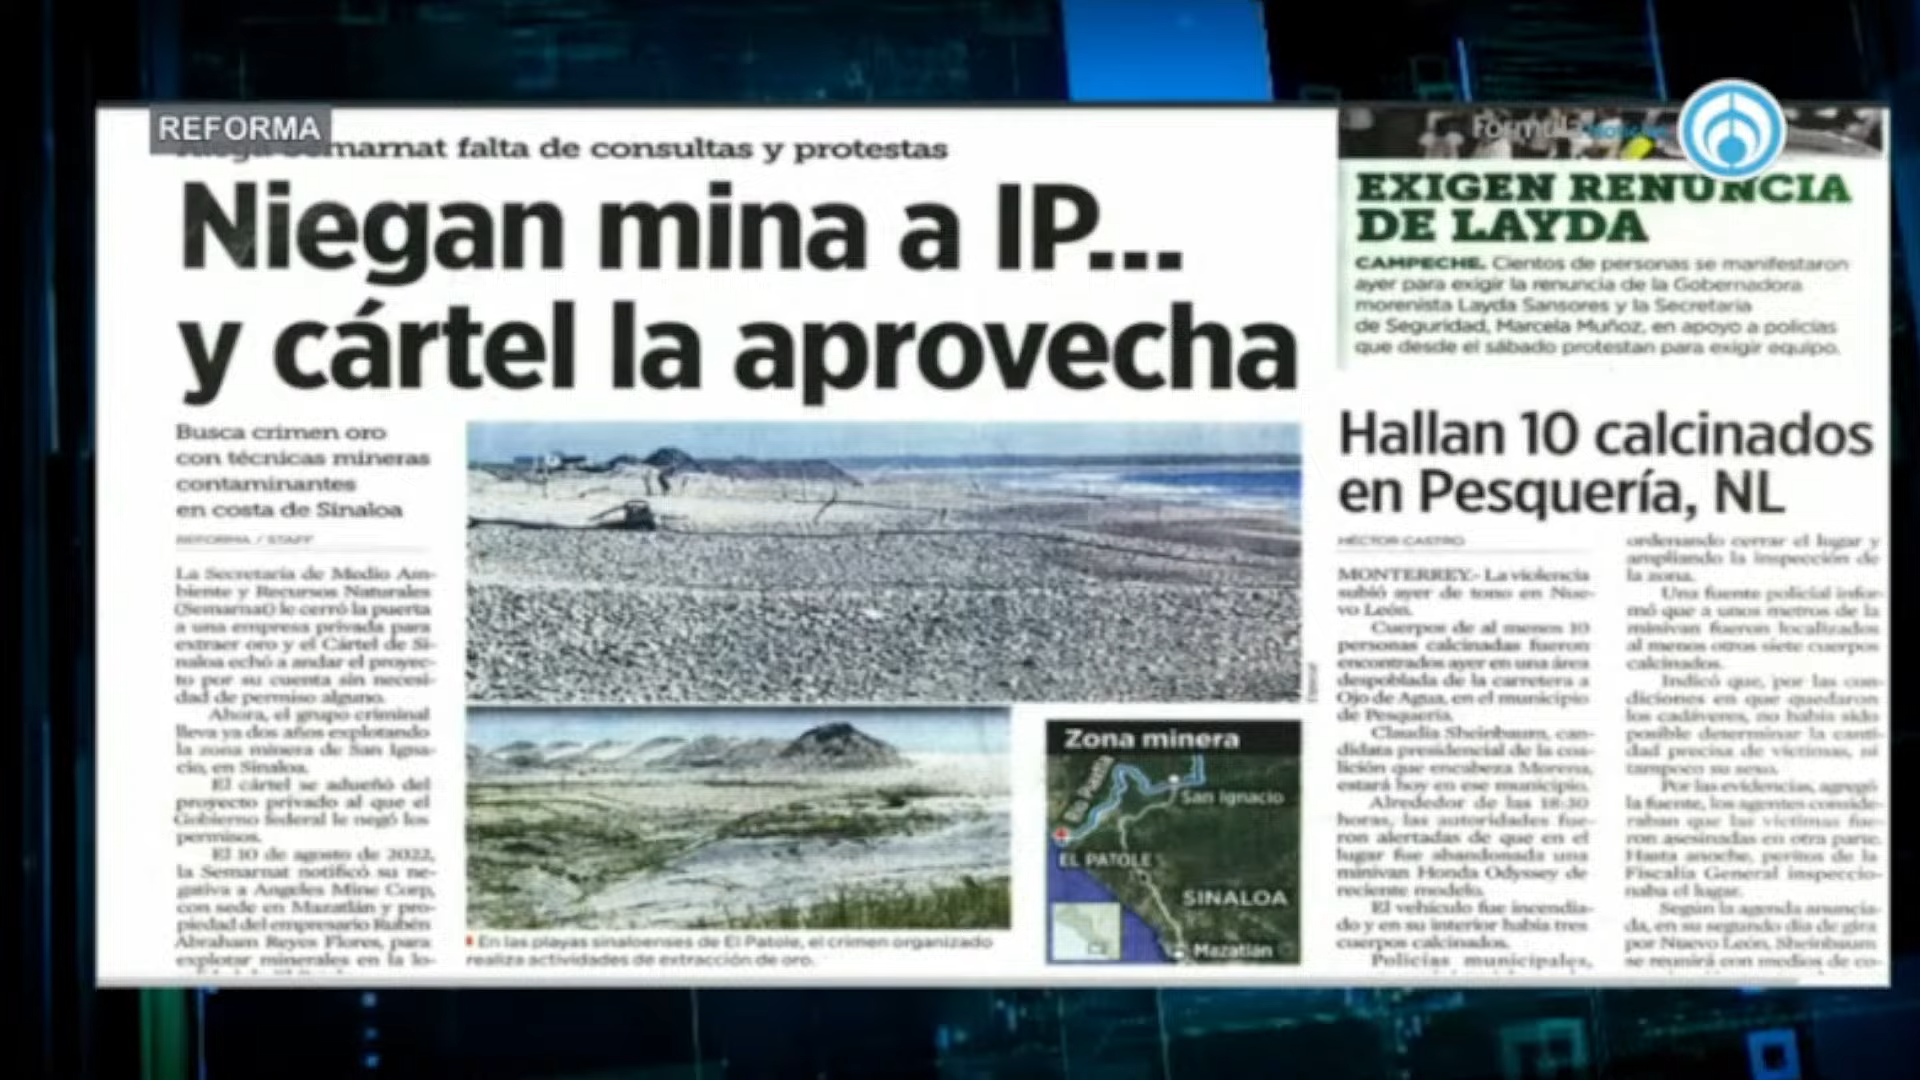 REFORMA
Semarnat falta de consultas y protestas
Niegan mina a IP...
y cártel la aprovecha
Busca crimen oro
con técnicas mineras
contaminantes
en costa de Sinaloa
REFORMA / STAFF
La Secretaría de Medio Am-
biente y Recursos Naturales
(Semarnat) le cerró la puerta
a una empresa privada para
extraer oro y el Cártel de Si-
naloa echó a andar el proyec-
to por su cuenta sin necesi-
dad de permiso alguno.
Ahora, el grupo criminal
lleva ya dos años explotando
la zona minera de San Igna-
cio, en Sinaloa.
El cártel se adueñó del
proyecto privado al que el
Gobierno federal le negó los
permisos.
El 10 de agosto de 2022,
la Semarnat notificó su ne-
gativa a Angeles Mine Corp,
con sede en Mazatlán y pro-
piedad del empresario Rubén
Abraham Reyes Flores, para
explotar minerales en la lo-
Zona minera
San Ignacio
EL PATOLE
SINALOA
Mazatlán
En las playas sinaloenses de El Patole, el crimen organizado
realiza actividades de extracción de oro.
Fórmula Noticias
EXIGEN RENUNCIA
DE LAYDA
CAMPECHE. Cientos de personas se manifestaron
ayer para exigir la renuncia de la Gobernadora
morenista Layda Sansores y la Secretaria
de Seguridad, Marcela Muñoz, en apoyo a policías
que desde el sábado protestan para exigir equipo.
Hallan 10 calcinados
en Pesquería, NL
HÉCTOR CASTRO
MONTERREY.- La violencia
subió ayer de tono en Nue-
vo León.
Cuerpos de al menos 10
personas calcinadas fueron
encontrados ayer en una área
despoblada de la carretera a
Ojo de Agua, en el municipio
de Pesquería.
Claudia Sheinbaum, can-
didata presidencial de la coa-
lición que encabeza Morena,
estará hoy en ese municipio.
Alrededor de las 18:30
horas, las autoridades fue-
ron alertadas de que en el
lugar fue abandonada una
minivan Honda Odyssey de
reciente modelo.
El vehículo fue incendia-
do y en su interior había tres
cuerpos calcinados.
Policías municipales,
ordenando cerrar el lugar y
ampliando la inspección de
la zona.
Una fuente policial infor-
mó que a unos metros de la
minivan fueron localizados
al menos otros siete cuerpos
calcinados.
Indicó que, por las con-
diciones en que quedaron
los cadáveres, no había sido
posible determinar la canti-
dad precisa de víctimas, ni
tampoco su sexo.
Por las evidencias, agregó
la fuente, los agentes conside-
raban que las víctimas fue-
ron asesinadas en otra parte.
Hasta anoche, peritos de la
Fiscalía General inspeccio-
naba el lugar.
Según la agenda anuncia-
da, en su segundo día de gira
por Nuevo León, Sheinbaum
se reunirá con medios de co-